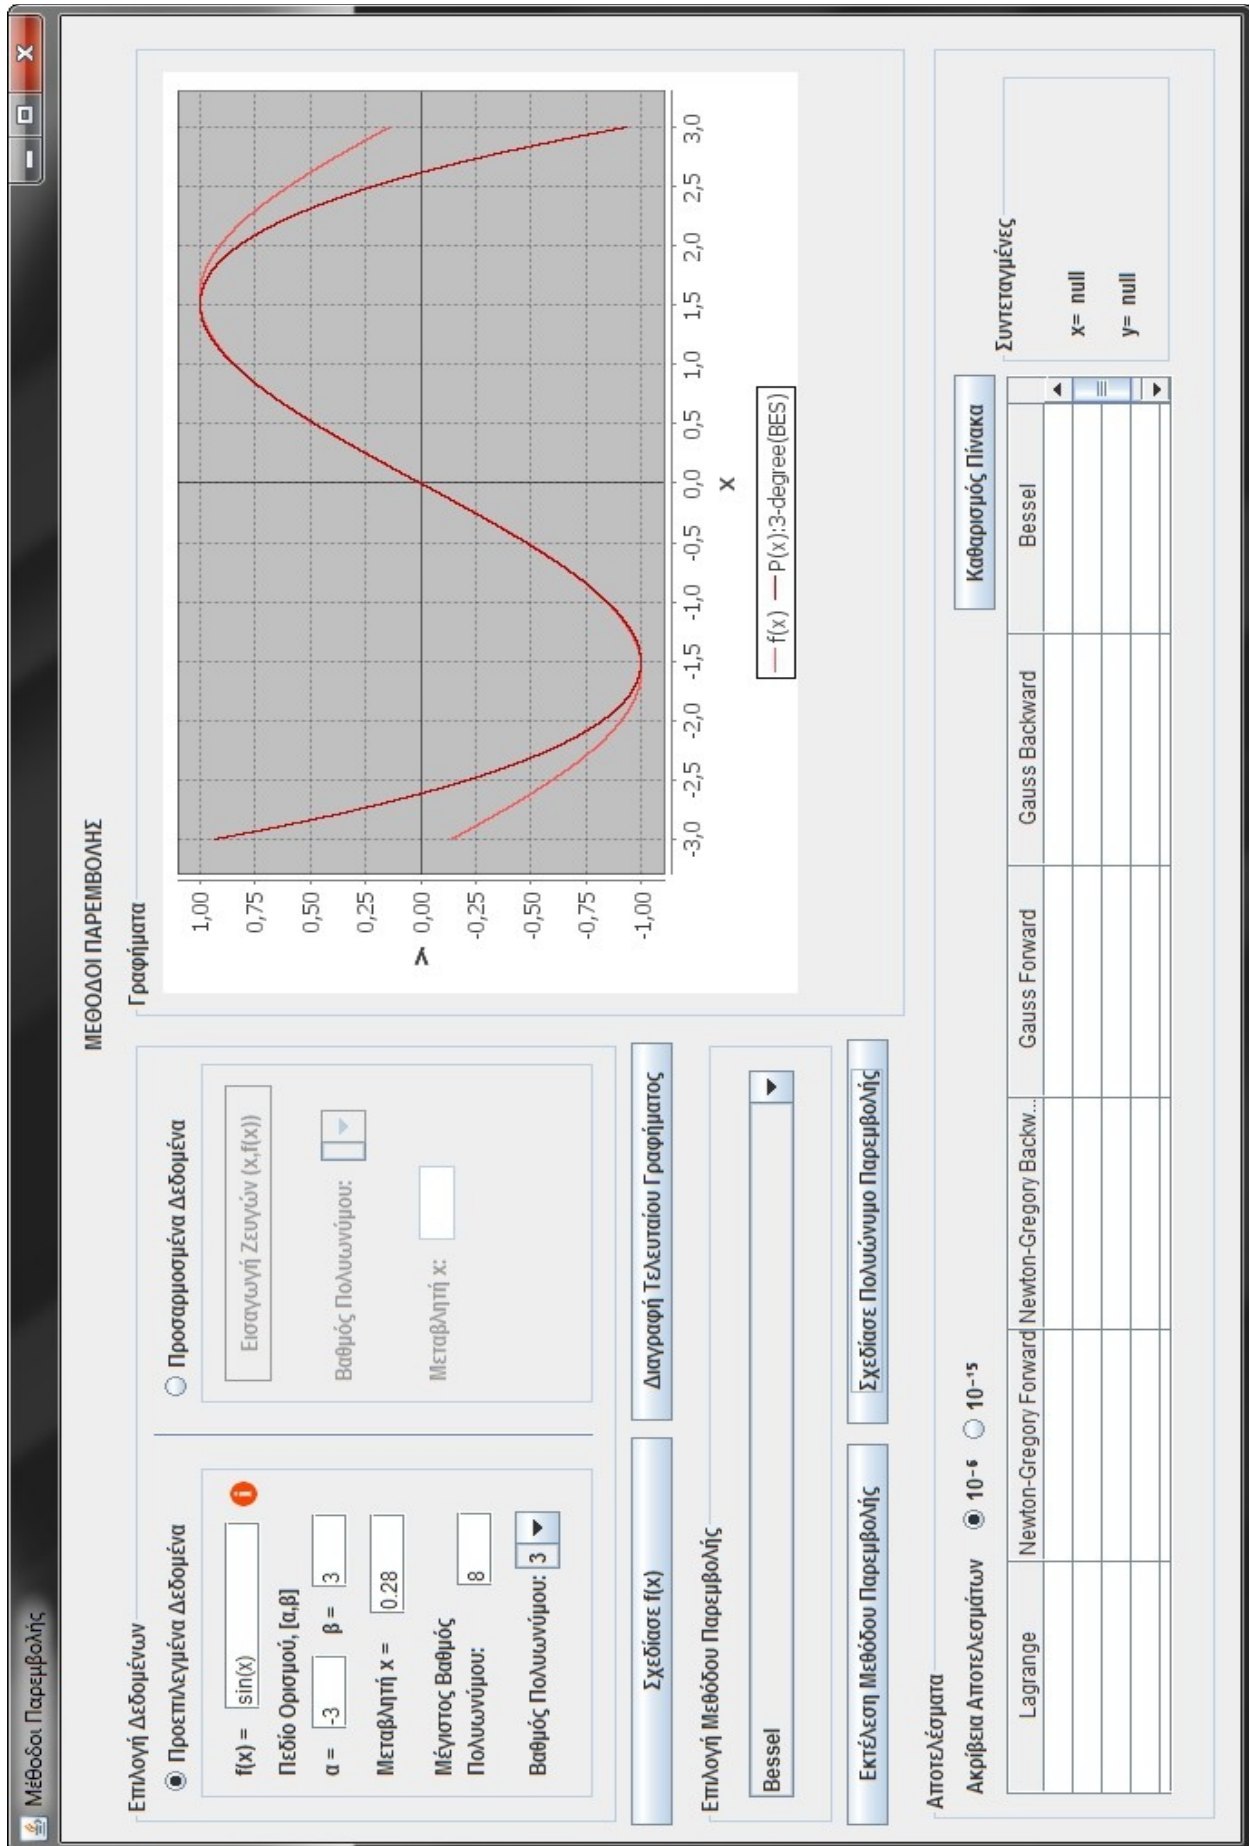 Μέθοδοι Παρεμβολής
ΜΕΘΟΔΟΙ ΠΑΡΕΜΒΟΛΗΣ
Επιλογή Δεδομένων
Προεπιλεγμένα Δεδομένα
f(x) = sin(x)
Πεδίο Ορισμού, [α,β]
α = -3 β = 3
Μεταβλητή x = 0.28
Μέγιστος Βαθμός
Πολυωνύμου: 8
Βαθμός Πολυωνύμου: 3
Προσαρμοσμένα Δεδομένα
Εισαγωγή Ζευγών (x,f(x))
Βαθμός Πολυωνύμου:
Μεταβλητή x:
Σχεδίασε f(x)
Διαγραφή Τελευταίου Γραφήματος
Επιλογή Μεθόδου Παρεμβολής
Bessel
Εκτέλεση Μεθόδου Παρεμβολής
Σχεδίασε Πολυώνυμο Παρεμβολής
Γραφήματα
1,00
0,75
0,50
0,25
0,00
-0,25
-0,50
-0,75
-1,00
Y
-3,0 -2,5 -2,0 -1,5 -1,0 -0,5 0,0 0,5 1,0 1,5 2,0 2,5 3,0
X
f(x) P(x):3-degree(BES)
Αποτελέσματα
Ακρίβεια Αποτελεσμάτων 10⁻⁶ 10⁻¹⁵
Καθαρισμός Πίνακα
Lagrange Newton-Gregory Forward Newton-Gregory Backw... Gauss Forward Gauss Backward Bessel
Συντεταγμένες
x= null
y= null